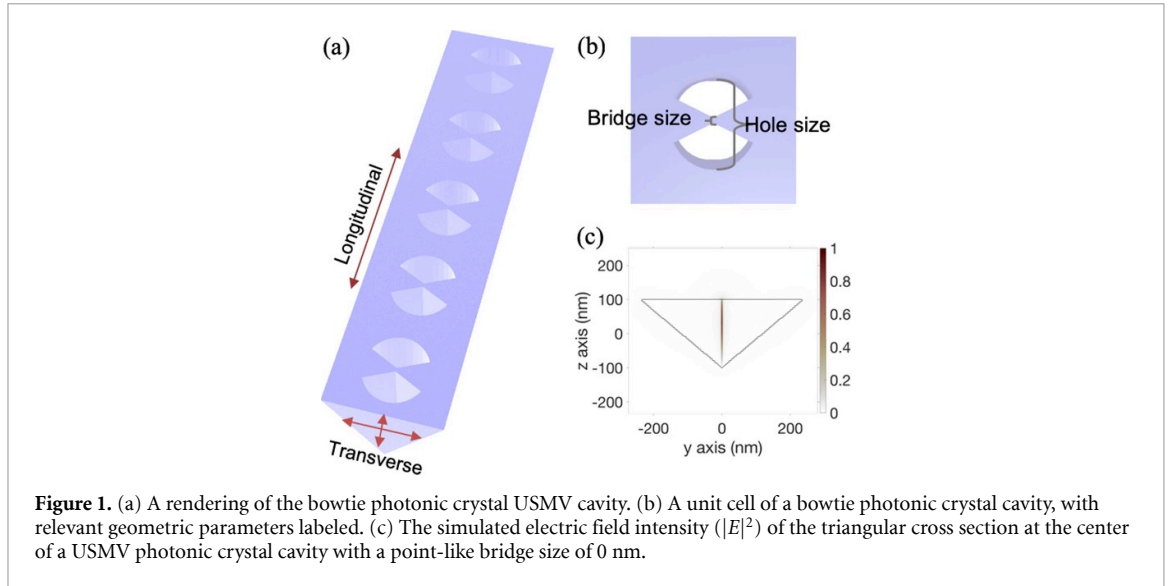 (a)
Longitudinal
Transverse
(b)
Bridge size
Hole size
(c)
z axis (nm)
200
100
0
-100
-200
-200
0
200
y axis (nm)
1
0.8
0.6
0.4
0.2
0
Figure 1. (a) A rendering of the bowtie photonic crystal USMV cavity. (b) A unit cell of a bowtie photonic crystal cavity, with
relevant geometric parameters labeled. (c) The simulated electric field intensity (|E|²) of the triangular cross section at the center
of a USMV photonic crystal cavity with a point-like bridge size of 0 nm.